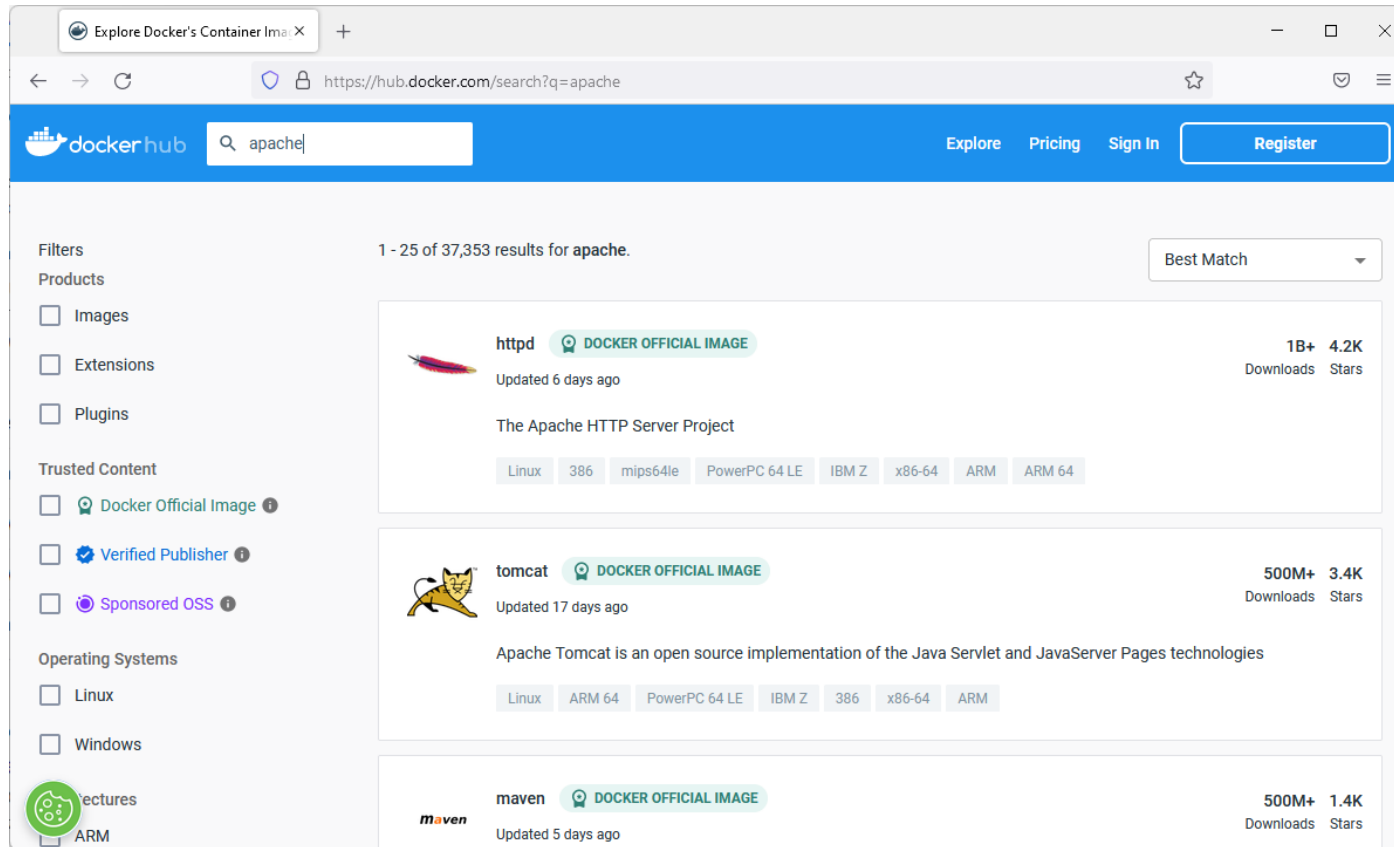 Explore Docker's Container Ima
https://hub.docker.com/search?q=apache
dockerhub
apache
Explore Pricing Sign In Register
Filters
Products
Images
Extensions
Plugins
Trusted Content
Docker Official Image
Verified Publisher
Sponsored OSS
Operating Systems
Linux
Windows
ectures
ARM
1 - 25 of 37,353 results for apache.
Best Match
httpd DOCKER OFFICIAL IMAGE
Updated 6 days ago
1B+ 4.2K
Downloads Stars
The Apache HTTP Server Project
Linux 386 mips64le PowerPC 64 LE IBM Z x86-64 ARM ARM 64
tomcat DOCKER OFFICIAL IMAGE
Updated 17 days ago
500M+ 3.4K
Downloads Stars
Apache Tomcat is an open source implementation of the Java Servlet and JavaServer Pages technologies
Linux ARM 64 PowerPC 64 LE IBM Z 386 x86-64 ARM
maven
maven DOCKER OFFICIAL IMAGE
Updated 5 days ago
500M+ 1.4K
Downloads Stars